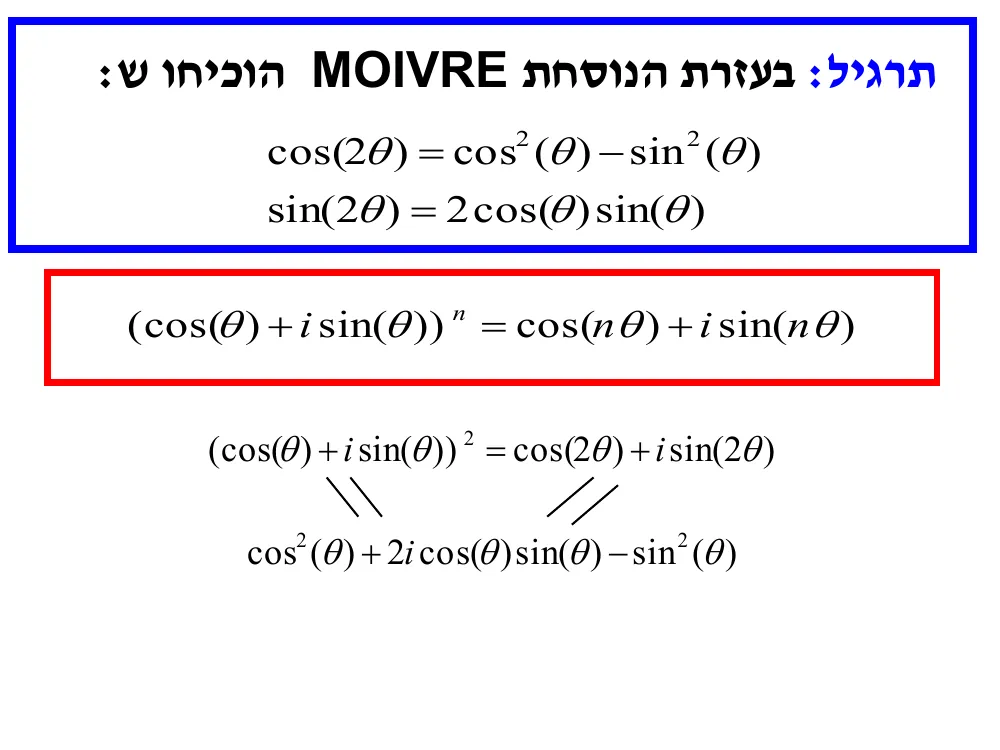 תרגיל: בעזרת הנוסחת MOIVRE הוכיחו ש:
cos(2θ) = cos²(θ) − sin²(θ)
sin(2θ) = 2cos(θ)sin(θ)
(cos(θ) + i sin(θ))ⁿ = cos(nθ) + i sin(nθ)
(cos(θ) + i sin(θ))² = cos(2θ) + i sin(2θ)
cos²(θ) + 2i cos(θ)sin(θ) − sin²(θ)